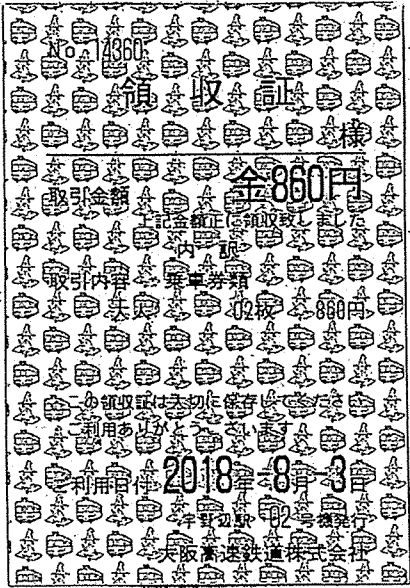 No. 14360
領収証
様
取引金額 金860円
上記金額正に領収致しました
内訳
取引内容 乗車券類
大人 02枚 860円
この領収証は大切に保存してください
ご利用ありがとうございます
ご利用日付 2018年-8月-3日
宇野辺駅 02号機発行
大阪高速鉄道株式会社